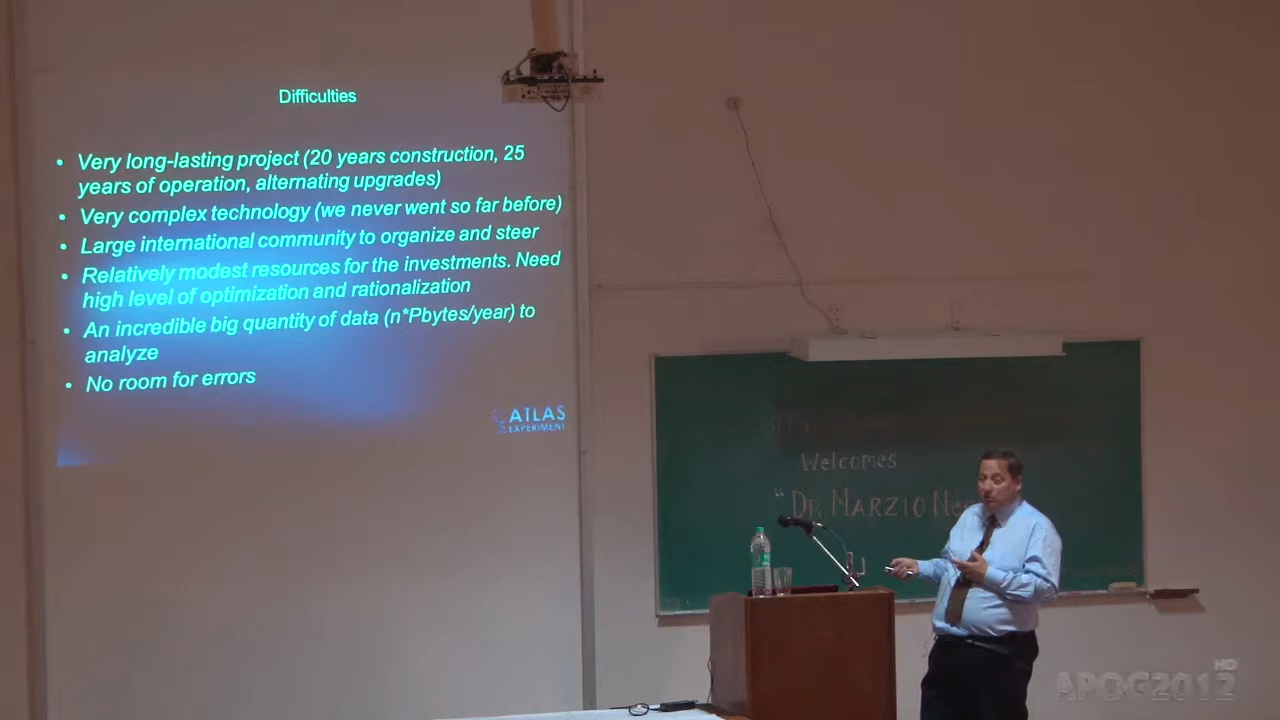 Difficulties
• Very long-lasting project (20 years construction, 25
years of operation, alternating upgrades)
• Very complex technology (we never went so far before)
• Large international community to organize and steer
• Relatively modest resources for the investments. Need
high level of optimization and rationalization
• An incredible big quantity of data (n*Pbytes/year) to
analyze
• No room for errors
ATLAS
EXPERIMENT
Welcomes
"DR. MARZIO
HD
APOG2012